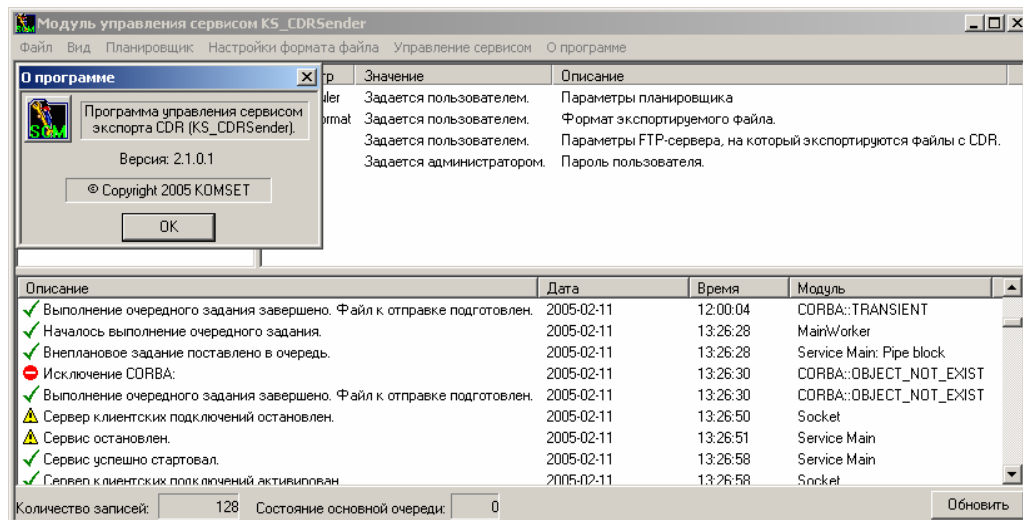 Модуль управления сервисом KS_CDRSender
Файл Вид Планировщик Настройки формата файла Управление сервисом О программе
О программе
SCM
Программа управления сервисом
экспорта CDR (KS_CDRSender).
Версия: 2.1.0.1
© Copyright 2005 KOMSET
OK
Значение Описание
Задается пользователем. Параметры планировщика
Задается пользователем. Формат экспортируемого файла.
Задается пользователем. Параметры FTP-сервера, на который экспортируются файлы с CDR.
Задается администратором. Пароль пользователя.
Описание Дата Время Модуль
Выполнение очередного задания завершено. Файл к отправке подготовлен. 2005-02-11 12:00:04 CORBA::TRANSIENT
Началось выполнение очередного задания. 2005-02-11 13:26:28 MainWorker
Внеплановое задание поставлено в очередь. 2005-02-11 13:26:28 Service Main: Pipe block
Исключение CORBA: 2005-02-11 13:26:30 CORBA::OBJECT_NOT_EXIST
Выполнение очередного задания завершено. Файл к отправке подготовлен. 2005-02-11 13:26:30 CORBA::OBJECT_NOT_EXIST
Сервер клиентских подключений остановлен. 2005-02-11 13:26:50 Socket
Сервис остановлен. 2005-02-11 13:26:51 Service Main
Сервис успешно стартовал. 2005-02-11 13:26:58 Service Main
Сервер клиентских подключений активирован 2005-02-11 13:26:58 Socket
Количество записей: 128 Состояние основной очереди: 0 Обновить